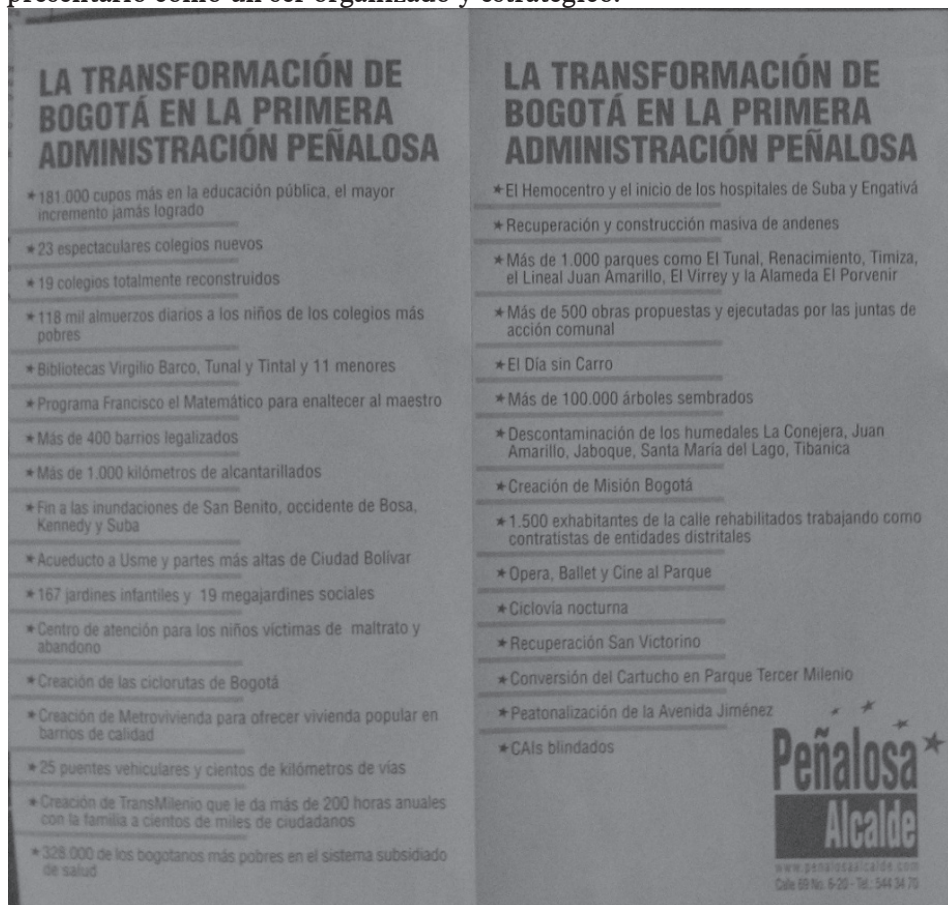 presentarlo como un ser organizado y estratégico.
LA TRANSFORMACIÓN DE
BOGOTÁ EN LA PRIMERA
ADMINISTRACIÓN PEÑALOSA
★181.000 cupos más en la educación pública, el mayor
incremento jamás logrado
★23 espectaculares colegios nuevos
★19 colegios totalmente reconstruidos
★118 mil almuerzos diarios a los niños de los colegios más
pobres
★Bibliotecas Virgilio Barco, Tunal y Tintal y 11 menores
★Programa Francisco el Matemático para enaltecer al maestro
★Más de 400 barrios legalizados
★Más de 1.000 kilómetros de alcantarillados
★Fin a las inundaciones de San Benito, occidente de Bosa,
Kennedy y Suba
★Acueducto a Usme y partes más altas de Ciudad Bolívar
★167 jardines infantiles y 19 megajardines sociales
★Centro de atención para los niños víctimas de maltrato y
abandono
★Creación de las ciclorutas de Bogotá
★Creación de Metrovivienda para ofrecer vivienda popular en
barrios de calidad
★25 puentes vehiculares y cientos de kilómetros de vías
★Creación de TransMilenio que le da más de 200 horas anuales
con la familia a cientos de miles de ciudadanos
★328.000 de los bogotanos más pobres en el sistema subsidiado
de salud
LA TRANSFORMACIÓN DE
BOGOTÁ EN LA PRIMERA
ADMINISTRACIÓN PEÑALOSA
★El Hemocentro y el inicio de los hospitales de Suba y Engativá
★Recuperación y construcción masiva de andenes
★Más de 1.000 parques como El Tunal, Renacimiento, Timiza,
el Lineal Juan Amarillo, El Virrey y la Alameda El Porvenir
★Más de 500 obras propuestas y ejecutadas por las juntas de
acción comunal
★El Día sin Carro
★Más de 100.000 árboles sembrados
★Descontaminación de los humedales La Conejera, Juan
Amarillo, Jaboque, Santa María del Lago, Tibanica
★Creación de Misión Bogotá
★1.500 exhabitantes de la calle rehabilitados trabajando como
contratistas de entidades distritales
★Opera, Ballet y Cine al Parque
★Ciclovía nocturna
★Recuperación San Victorino
★Conversión del Cartucho en Parque Tercer Milenio
★Peatonalización de la Avenida Jiménez
★CAIs blindados
Peñalosa
Alcalde
www.penalosaalcalde.com
Calle 69 No. 6-20 - Tel.: 544 34 70